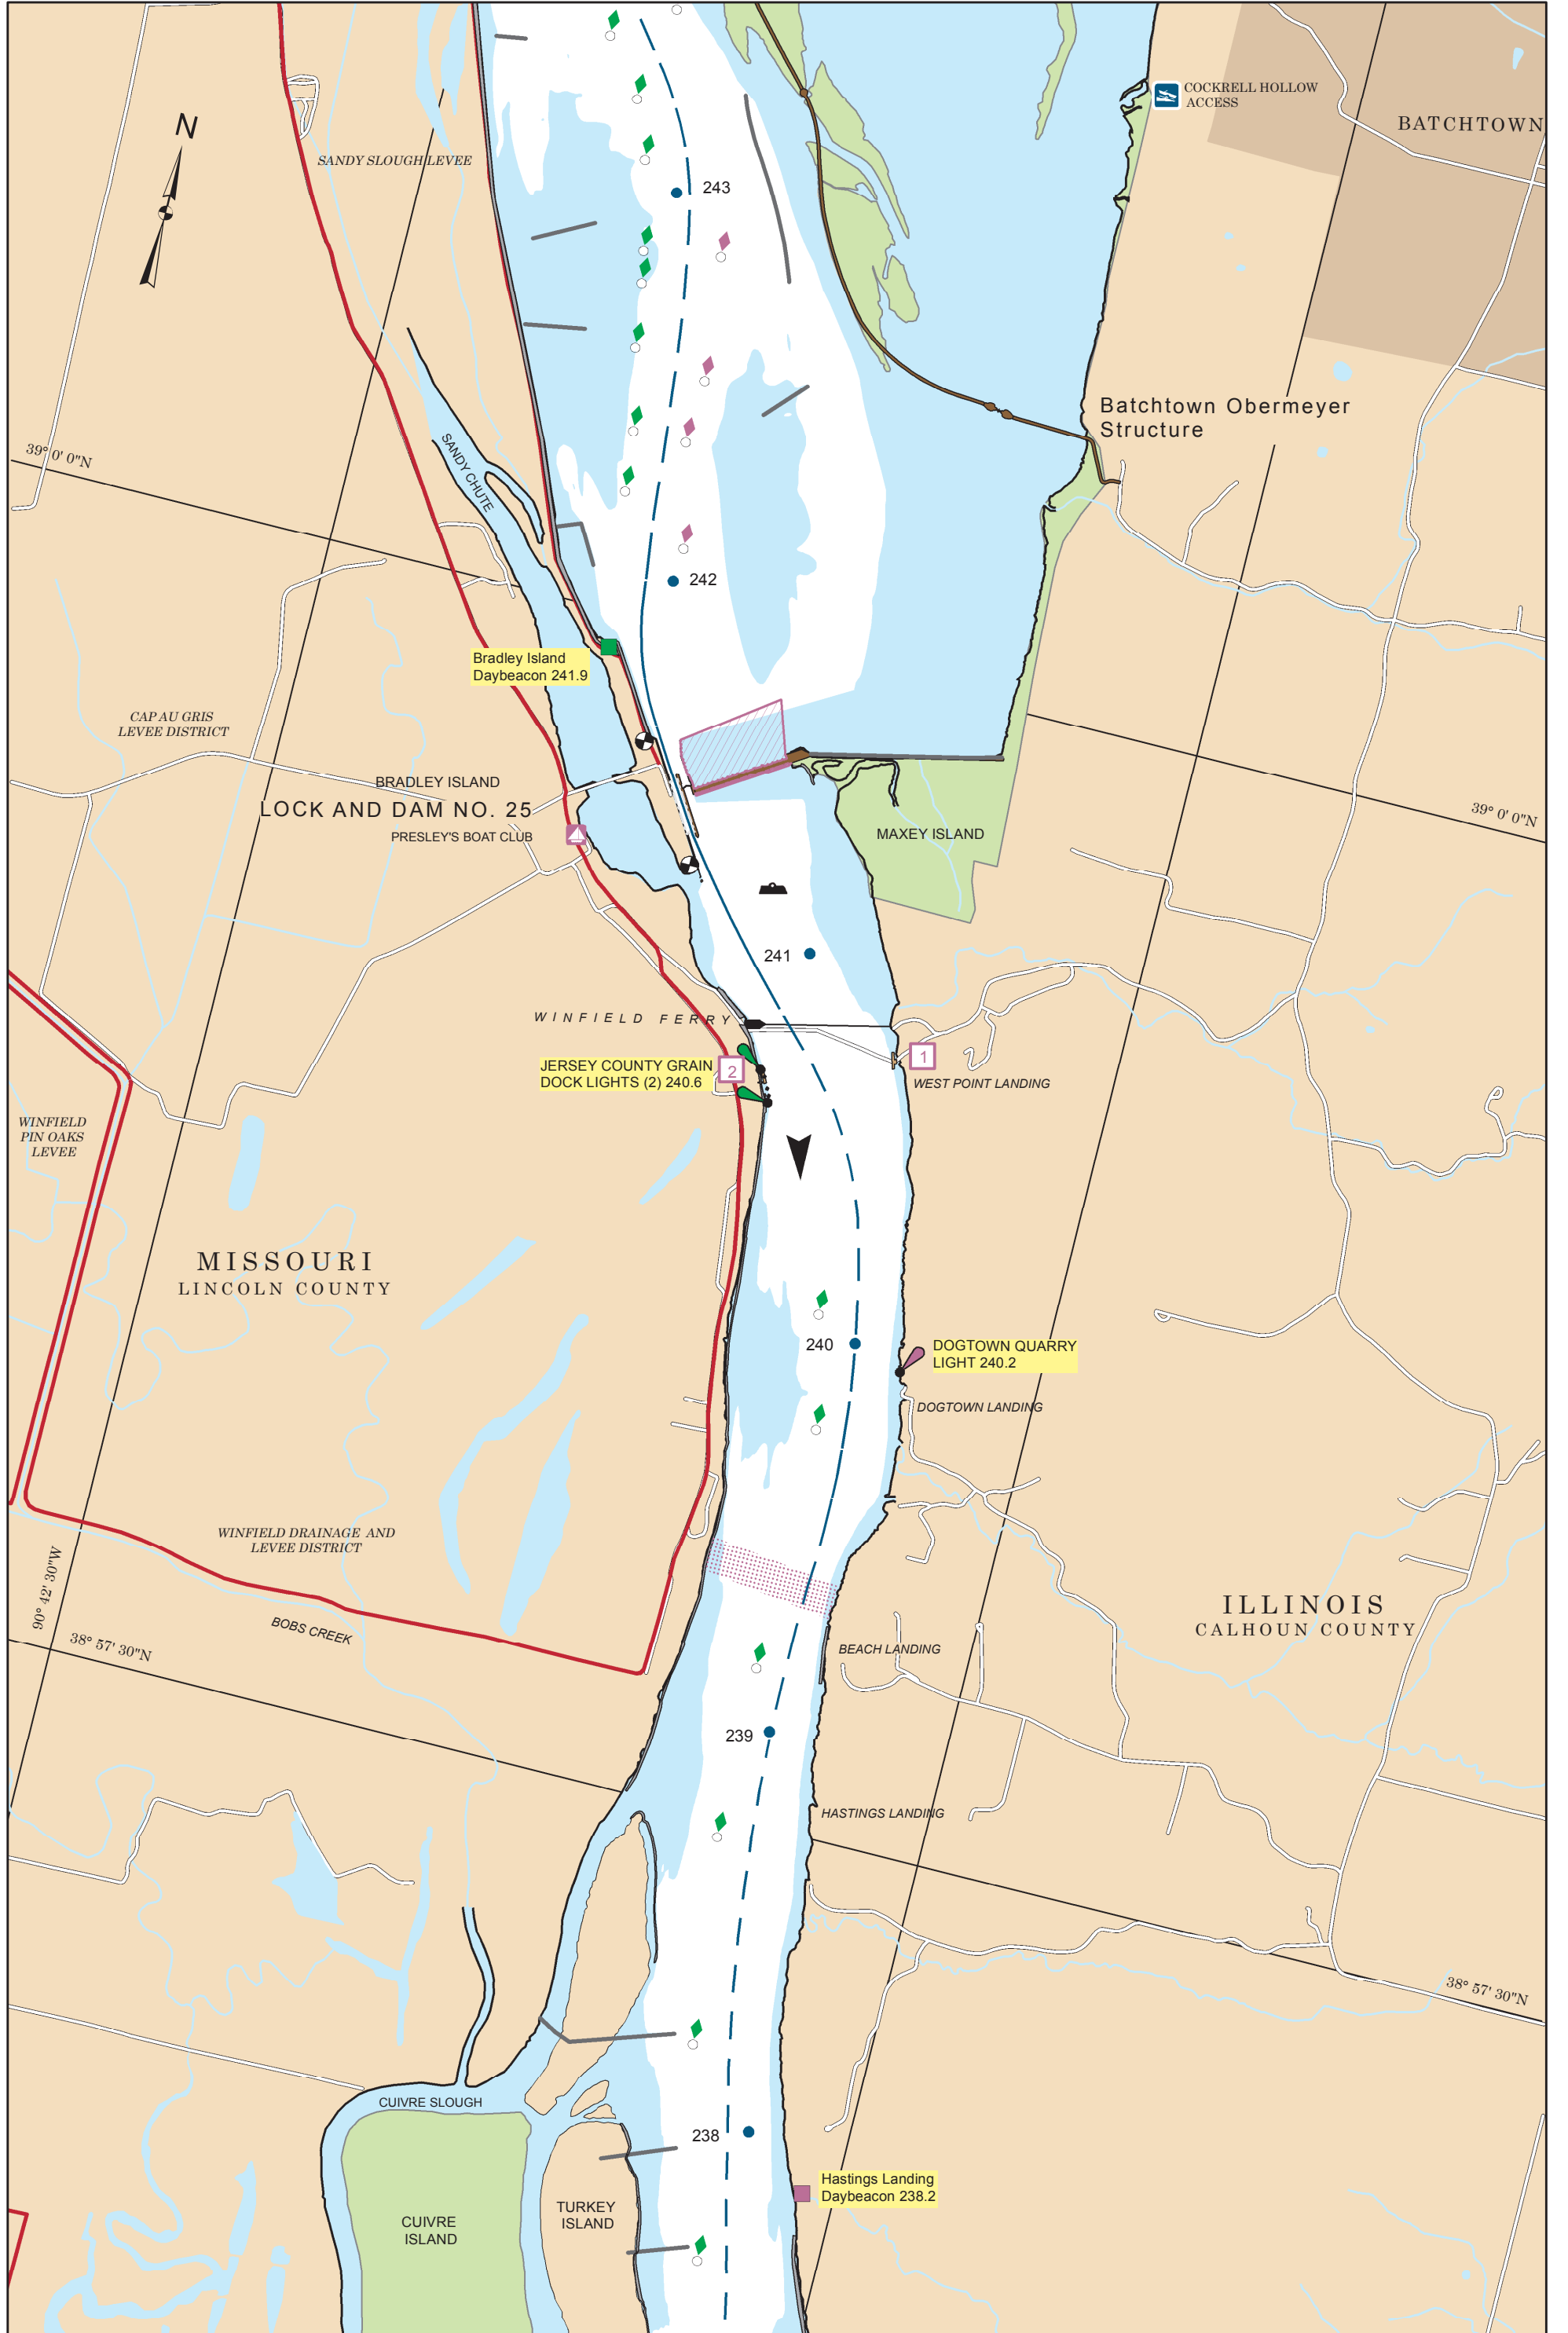 COCKRELL HOLLOW
ACCESS
BATCHTOWN
N
SANDY SLOUGH LEVEE
243
Batchtown Obermeyer
Structure
39° 0' 0"N
SANDY CHUTE
242
Bradley Island
Daybeacon 241.9
CAP AU GRIS
LEVEE DISTRICT
BRADLEY ISLAND
LOCK AND DAM NO. 25
PRESLEY'S BOAT CLUB
MAXEY ISLAND
39° 0' 0"N
241
WINFIELD FERRY
JERSEY COUNTY GRAIN
DOCK LIGHTS (2) 240.6
2
1
WEST POINT LANDING
WINFIELD
PIN OAKS
LEVEE
MISSOURI
LINCOLN COUNTY
240
DOGTOWN QUARRY
LIGHT 240.2
DOGTOWN LANDING
WINFIELD DRAINAGE AND
LEVEE DISTRICT
90° 42' 30"W
BOBS CREEK
38° 57' 30"N
ILLINOIS
CALHOUN COUNTY
BEACH LANDING
239
HASTINGS LANDING
38° 57' 30"N
CUIVRE SLOUGH
238
Hastings Landing
Daybeacon 238.2
TURKEY
ISLAND
CUIVRE
ISLAND